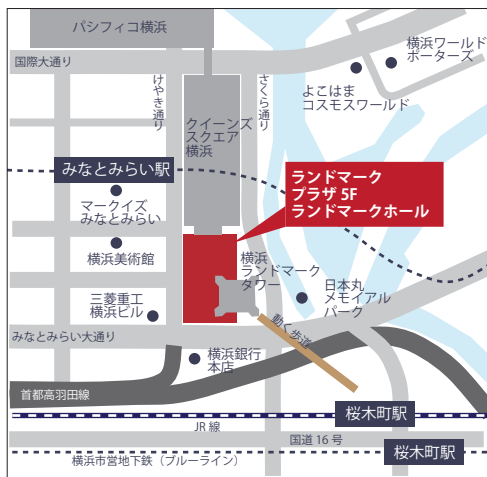 パシフィコ横浜
国際大通り
けやき通り
さくら通り
横浜ワールド
ポーターズ
よこはま
コスモスワールド
クイーンズ
スクエア
横浜
みなとみらい駅
ランドマーク
プラザ 5F
ランドマークホール
マークイズ
みなとみらい
横浜美術館
横浜
ランドマーク
タワー
日本丸
メモイアル
パーク
三菱重工
横浜ビル
みなとみらい大通り
動く歩道
横浜銀行
本店
首都高羽田線
桜木町駅
JR 線
国道 16 号
桜木町駅
横浜市営地下鉄（ブルーライン）